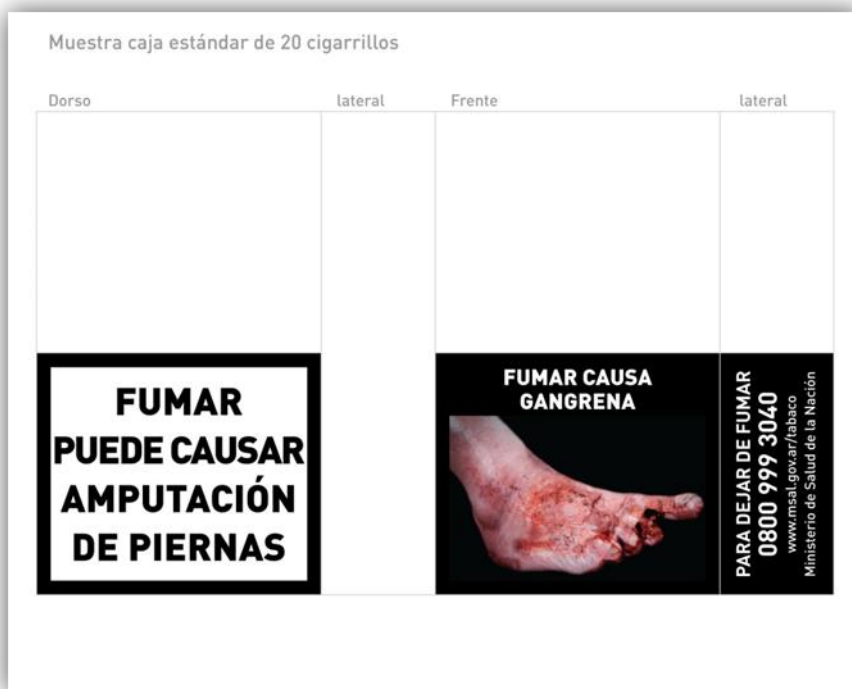 Muestra caja estándar de 20 cigarrillos
Dorso
lateral
Frente
lateral
FUMAR
PUEDE CAUSAR
AMPUTACIÓN
DE PIERNAS
FUMAR CAUSA
GANGRENA
PARA DEJAR DE FUMAR
0800 999 3040
www.msal.gov.ar/tabaco
Ministerio de Salud de la Nación